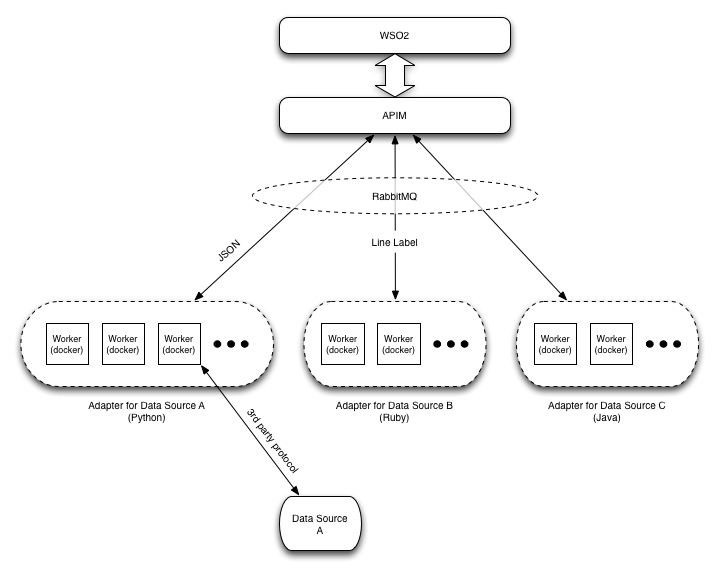 WSO2
APIM
RabbitMQ
JSON
Line Label
Worker
(docker)
Worker
(docker)
Worker
(docker)
Worker
(docker)
Worker
(docker)
Worker
(docker)
Worker
(docker)
Adapter for Data Source A
(Python)
Adapter for Data Source B
(Ruby)
Adapter for Data Source C
(Java)
3rd party protocol
Data Source
A